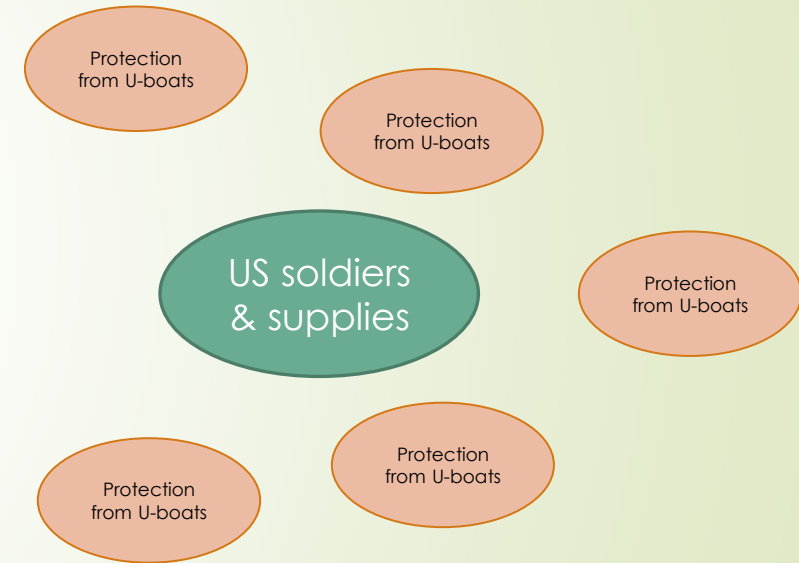 Protection
from U-boats
Protection
from U-boats
US soldiers
& supplies
Protection
from U-boats
Protection
from U-boats
Protection
from U-boats